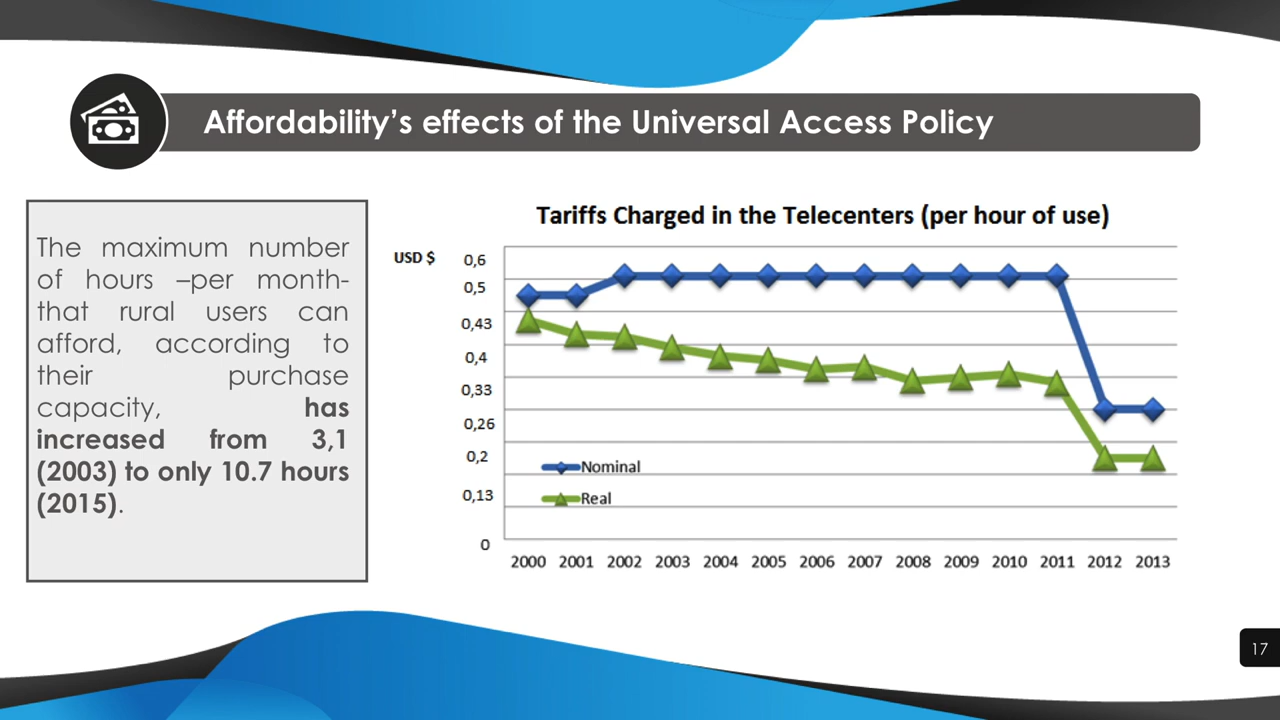 Affordability’s effects of the Universal Access Policy
The maximum number
of hours –per month-
that rural users can
afford, according to
their purchase
capacity, has
increased from 3,1
(2003) to only 10.7 hours
(2015).
Tariffs Charged in the Telecenters (per hour of use)
USD $
0,6
0,5
0,43
0,4
0,33
0,26
0,2
0,13
0
Nominal
Real
2000 2001 2002 2003 2004 2005 2006 2007 2008 2009 2010 2011 2012 2013
17